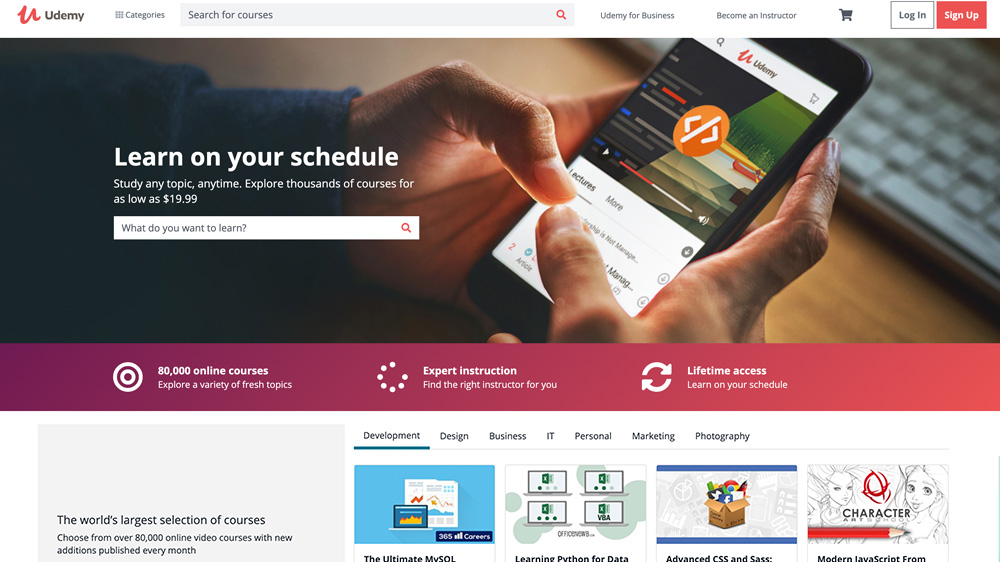 Udemy
Categories
Search for courses
Udemy for Business
Become an Instructor
Log In
Sign Up
Udemy
Learn on your schedule
Study any topic, anytime. Explore thousands of courses for
as low as $19.99
What do you want to learn?
Lectures
More
2
Article
80,000 online courses
Explore a variety of fresh topics
Expert instruction
Find the right instructor for you
Lifetime access
Learn on your schedule
Development
Design
Business
IT
Personal
Marketing
Photography
The world's largest selection of courses
Choose from over 80,000 online video courses with new
additions published every month
365 Careers
VBA
CHARACTER
ART SCHOOL
The Ultimate MySQL
Learning Python for Data
Advanced CSS and Sass:
Modern JavaScript From